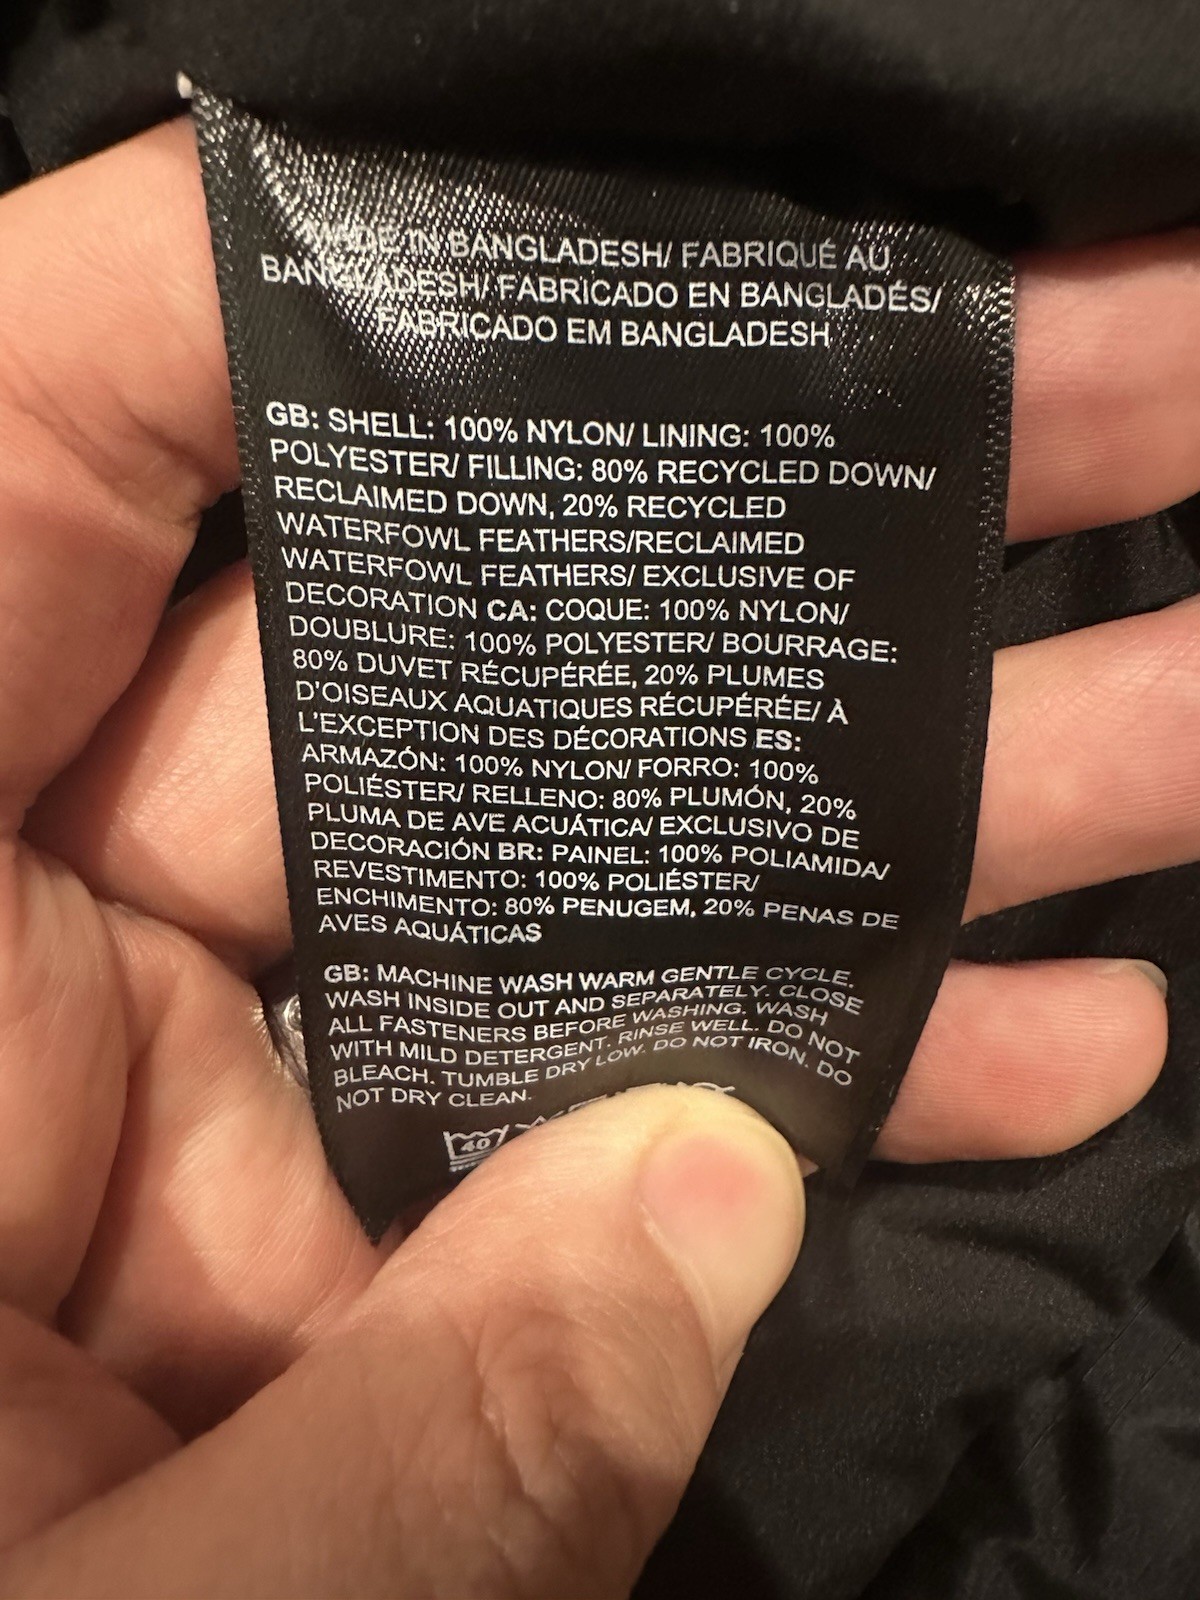 MADE IN BANGLADESH/ FABRIQUÉ AU
BANGLADESH/ FABRICADO EN BANGLADÉS/
FABRICADO EM BANGLADESH
GB: SHELL: 100% NYLON/ LINING: 100%
POLYESTER/ FILLING: 80% RECYCLED DOWN/
RECLAIMED DOWN, 20% RECYCLED
WATERFOWL FEATHERS/RECLAIMED
WATERFOWL FEATHERS/ EXCLUSIVE OF
DECORATION CA: COQUE: 100% NYLON/
DOUBLURE: 100% POLYESTER/ BOURRAGE:
80% DUVET RÉCUPÉRÉE, 20% PLUMES
D'OISEAUX AQUATIQUES RÉCUPÉRÉE/ À
L'EXCEPTION DES DÉCORATIONS ES:
ARMAZÓN: 100% NYLON/ FORRO: 100%
POLIÉSTER/ RELLENO: 80% PLUMÓN, 20%
PLUMA DE AVE ACUÁTICA/ EXCLUSIVO DE
DECORACIÓN BR: PAINEL: 100% POLIAMIDA/
REVESTIMENTO: 100% POLIÉSTER/
ENCHIMENTO: 80% PENUGEM, 20% PENAS DE
AVES AQUÁTICAS
GB: MACHINE WASH WARM GENTLE CYCLE.
WASH INSIDE OUT AND SEPARATELY. CLOSE
ALL FASTENERS BEFORE WASHING. WASH
WITH MILD DETERGENT. RINSE WELL. DO NOT
BLEACH. TUMBLE DRY LOW. DO NOT IRON. DO
NOT DRY CLEAN.
40